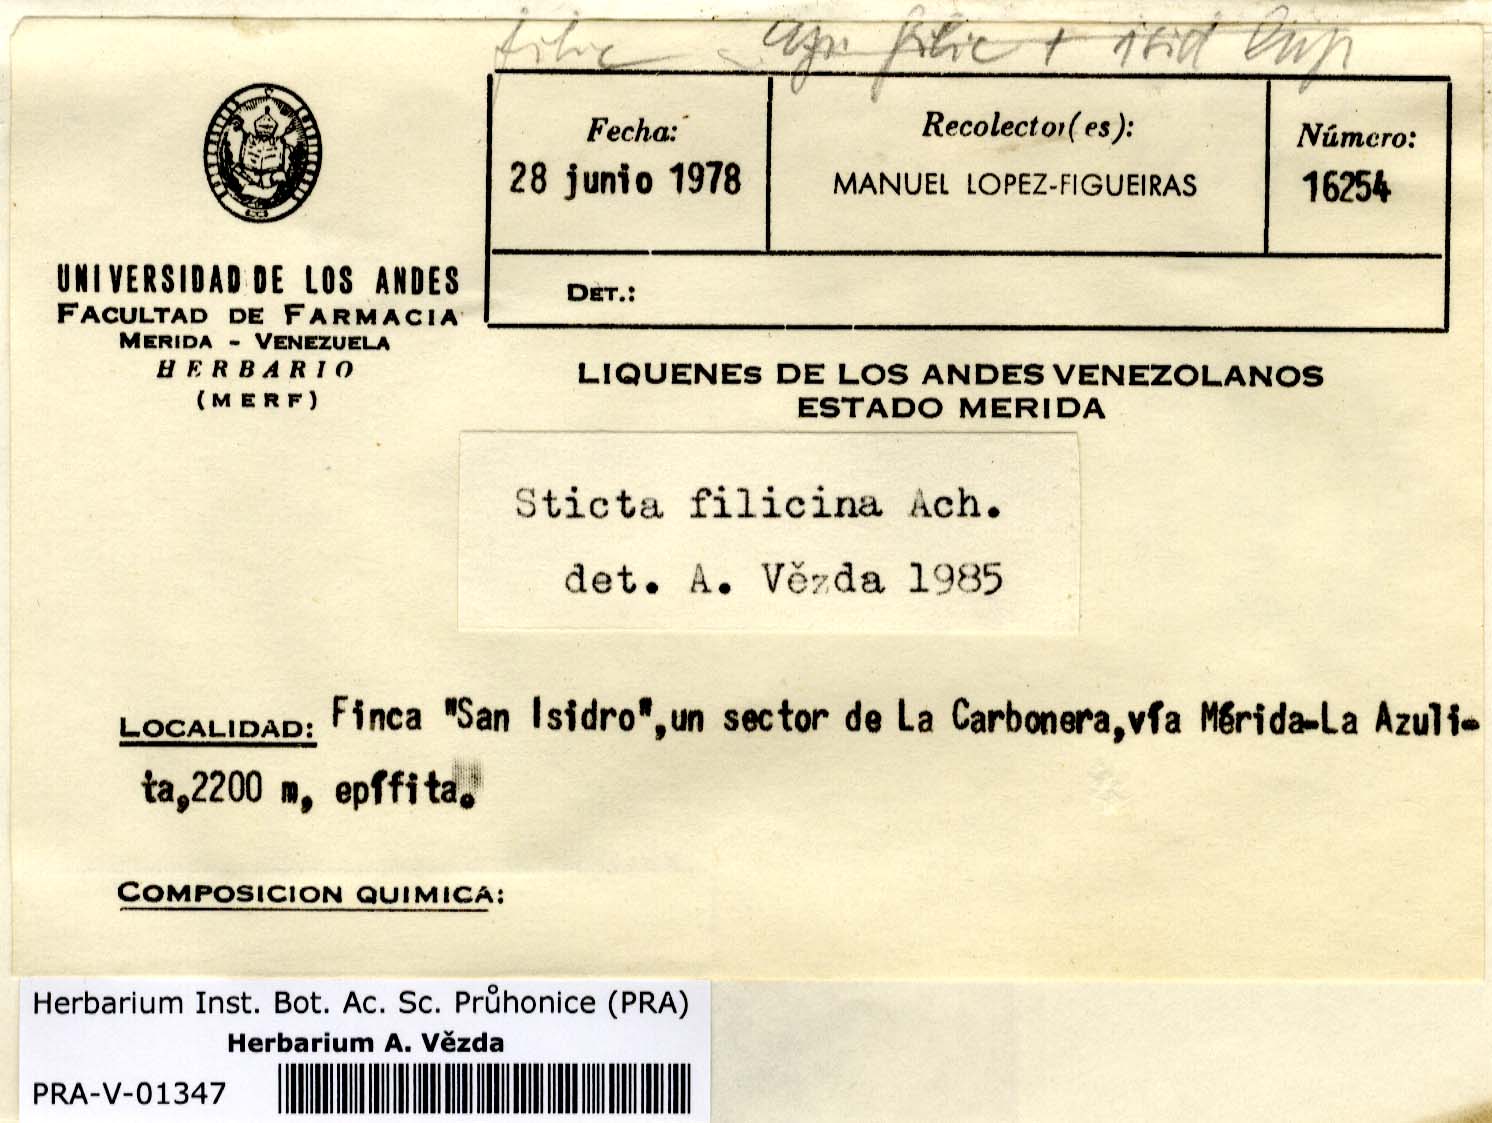 filic
Fecha:
28 junio 1978
Recolector(es):
MANUEL LOPEZ-FIGUEIRAS
Número:
16254
DET.:
UNIVERSIDAD DE LOS ANDES
FACULTAD DE FARMACIA
MERIDA - VENEZUELA
HERBARIO
(MERF)
LIQUENES DE LOS ANDES VENEZOLANOS
ESTADO MERIDA
Sticta filicina Ach.
det. A. Vězda 1985
LOCALIDAD: Finca "San Isidro",un sector de La Carbonera,vía Mérida-La Azuli-
ta,2200 m, epífita.
COMPOSICION QUIMICA:
Herbarium Inst. Bot. Ac. Sc. Průhonice (PRA)
Herbarium A. Vězda
PRA-V-01347